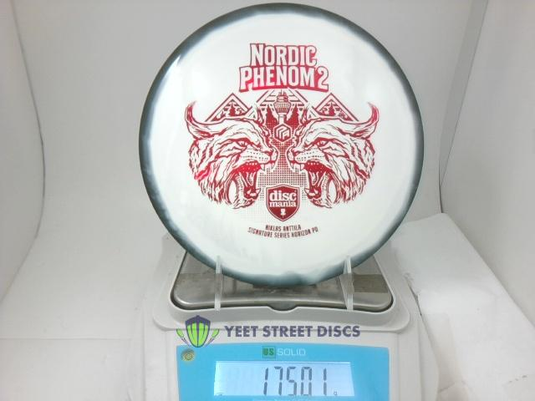 NORDIC
PHENOM 2
disc
mania
NIKLAS ANTTILA
SIGNATURE SERIES HORIZON PD
YEET STREET DISCS
US SOLID
175.01